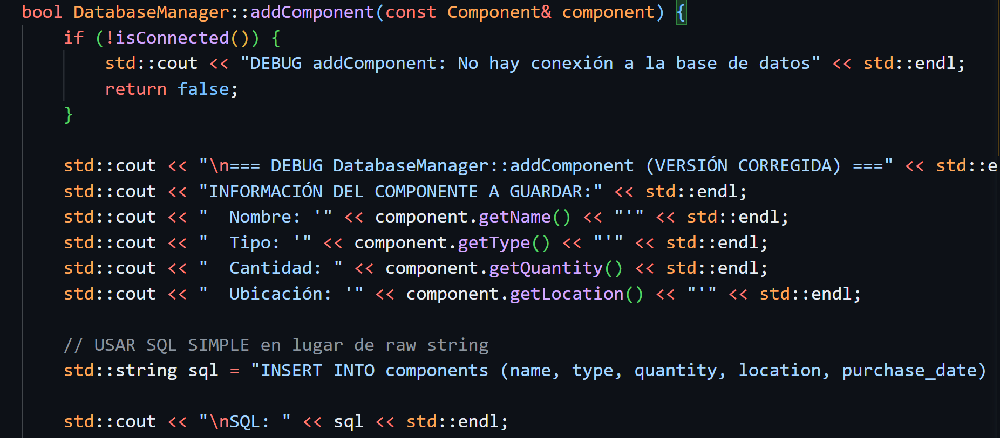 bool DatabaseManager::addComponent(const Component& component) {
if (!isConnected()) {
std::cout << "DEBUG addComponent: No hay conexión a la base de datos" << std::endl;
return false;
}
std::cout << "\n=== DEBUG DatabaseManager::addComponent (VERSIÓN CORREGIDA) ===" << std::e
std::cout << "INFORMACIÓN DEL COMPONENTE A GUARDAR:" << std::endl;
std::cout << "  Nombre: '" << component.getName() << "'" << std::endl;
std::cout << "  Tipo: '" << component.getType() << "'" << std::endl;
std::cout << "  Cantidad: " << component.getQuantity() << std::endl;
std::cout << "  Ubicación: '" << component.getLocation() << "'" << std::endl;
// USAR SQL SIMPLE en lugar de raw string
std::string sql = "INSERT INTO components (name, type, quantity, location, purchase_date)
std::cout << "\nSQL: " << sql << std::endl;